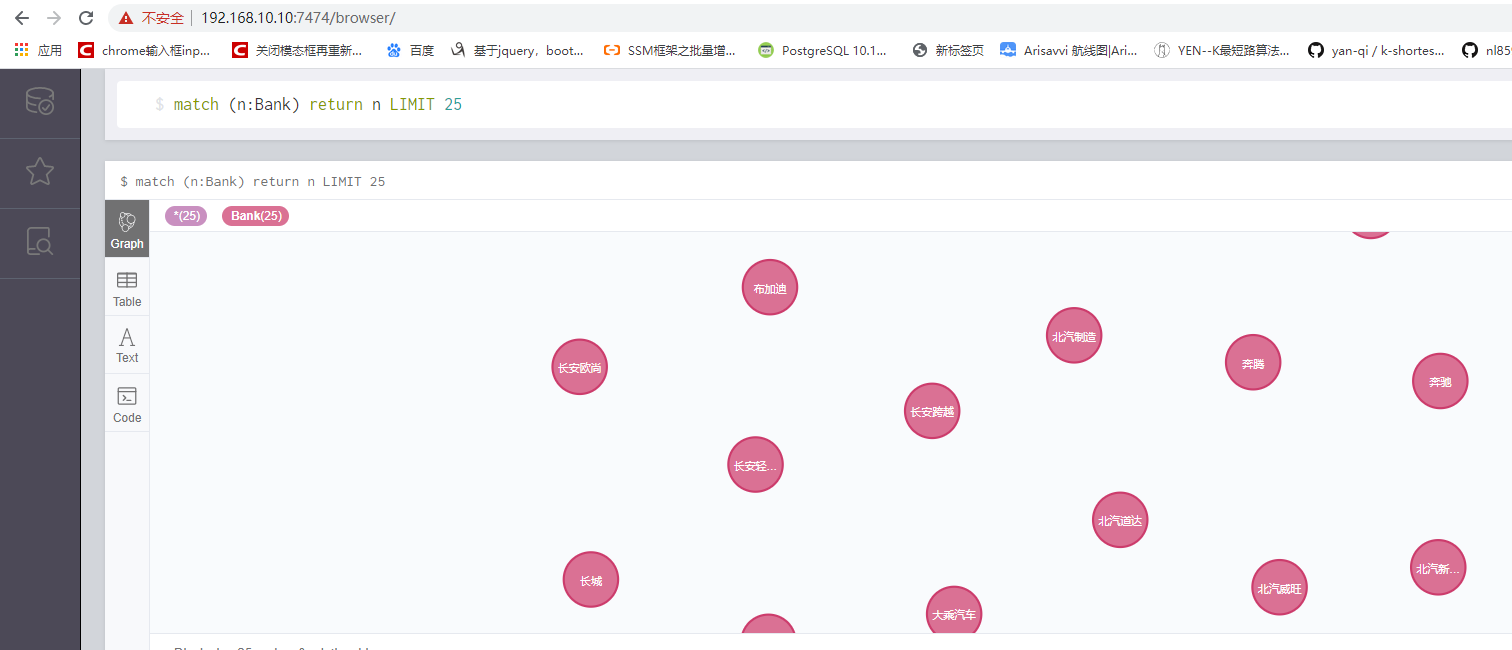 不安全 192.168.10.10:7474/browser/
应用 chrome输入框inp... 关闭模态框再重新... 百度 基于jquery，boot... SSM框架之批量增... PostgreSQL 10.1... 新标签页 Arisavvi 航线图|Ari... YEN--K最短路算法... yan-qi / k-shortes... nl85
$ match (n:Bank) return n LIMIT 25
$ match (n:Bank) return n LIMIT 25
*(25) Bank(25)
Graph
Table
Text
Code
布加迪
北汽制造
奔腾
长安欧尚
奔驰
长安跨越
长安轻...
北汽道达
北汽新...
长城
北汽威旺
大乘汽车